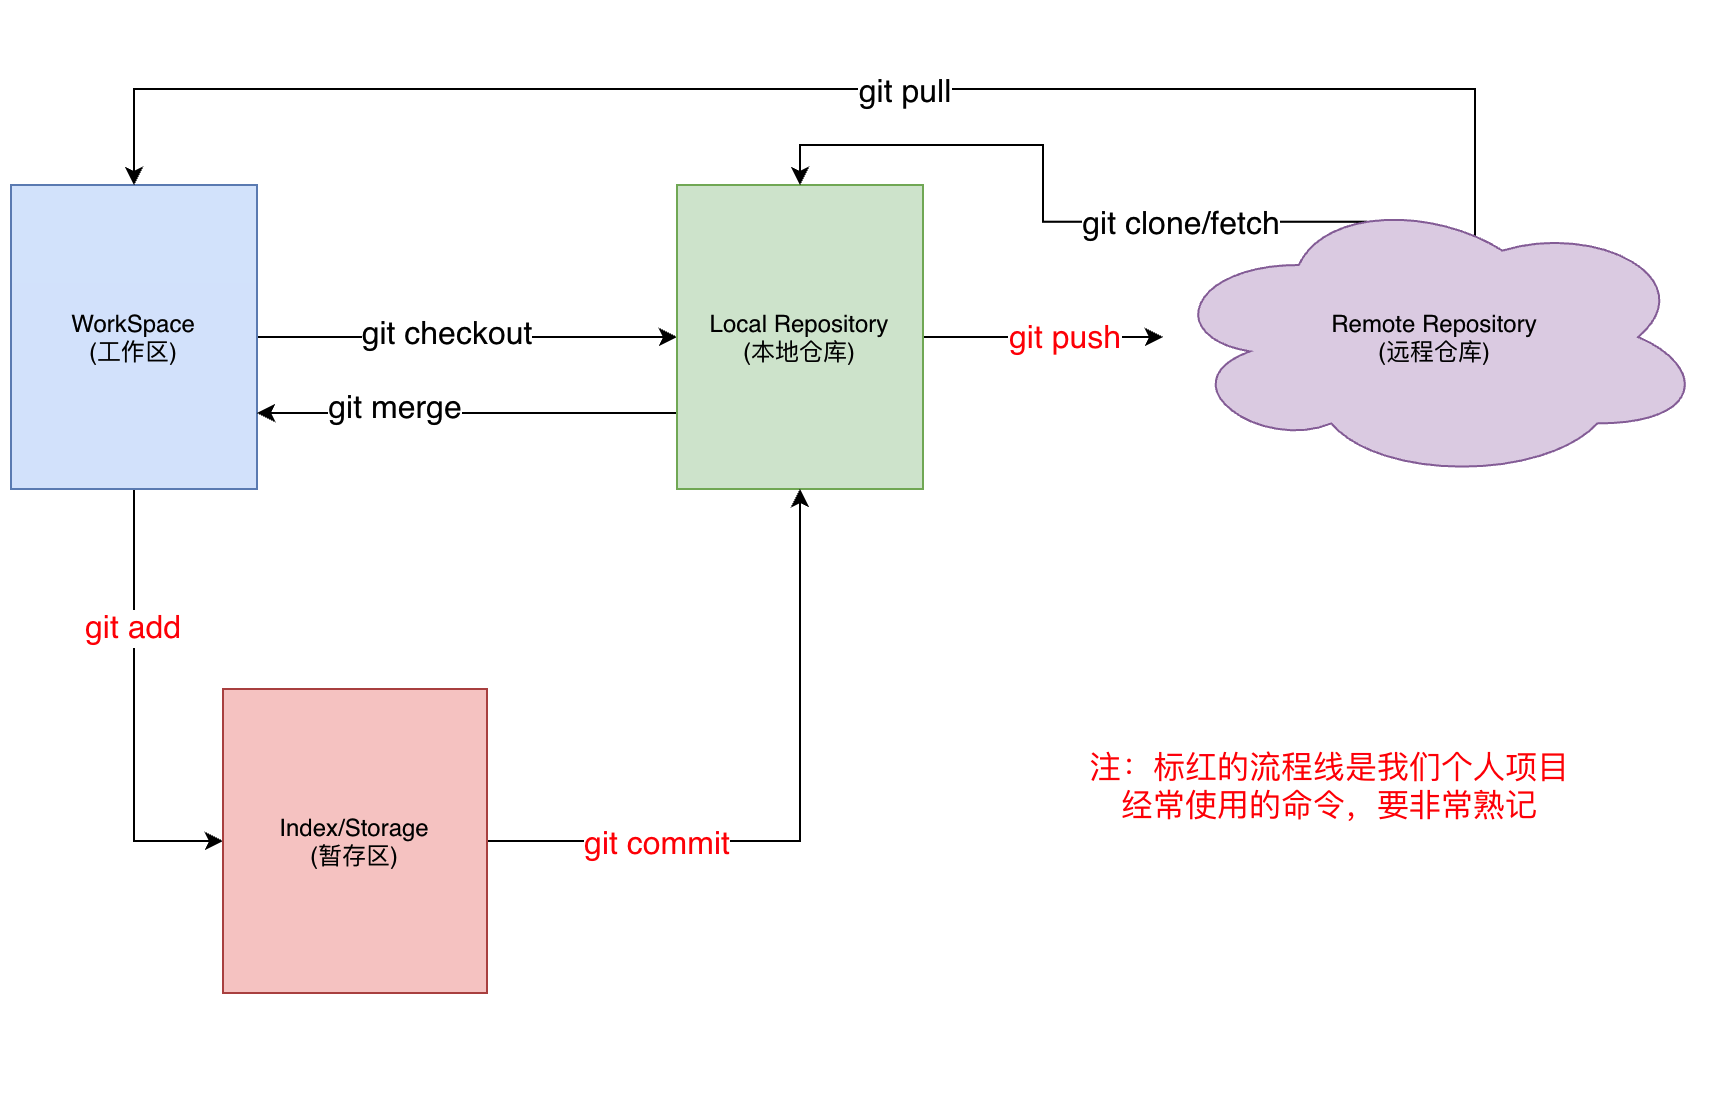 git pull
git clone/fetch
WorkSpace
(工作区)
git checkout
Local Repository
(本地仓库)
git push
Remote Repository
(远程仓库)
git merge
git add
注：标红的流程线是我们个人项目
经常使用的命令，要非常熟记
Index/Storage
(暂存区)
git commit